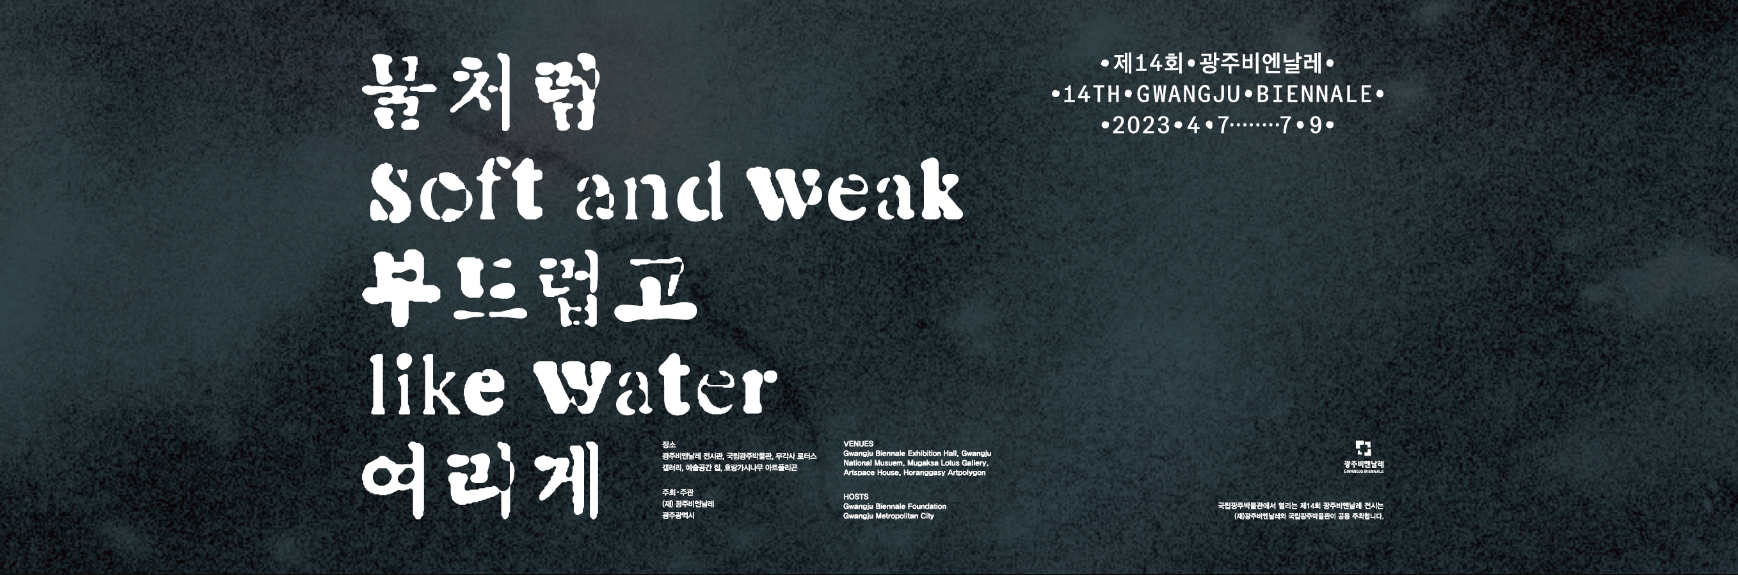 물처럼
Soft and weak
부드럽고
like water
여리게
•제14회•광주비엔날레•
•14TH•GWANGJU•BIENNALE•
•2023•4•7········7•9•
장소
광주비엔날레 전시관, 국립광주박물관, 무각사 로터스
갤러리, 예술공간 집, 호랑가시나무 아트폴리곤
주최·주관
(재) 광주비엔날레
광주광역시
VENUES
Gwangju Biennale Exhibition Hall, Gwangju
National Musuem, Mugaksa Lotus Gallery,
Artspace House, Horanggasy Artpolygon
HOSTS
Gwangju Biennale Foundation
Gwangju Metropolitan City
광주비엔날레
GWANGJU BIENNALE
국립광주박물관에서 열리는 제14회 광주비엔날레 전시는
(재)광주비엔날레와 국립광주박물관이 공동 주최합니다.